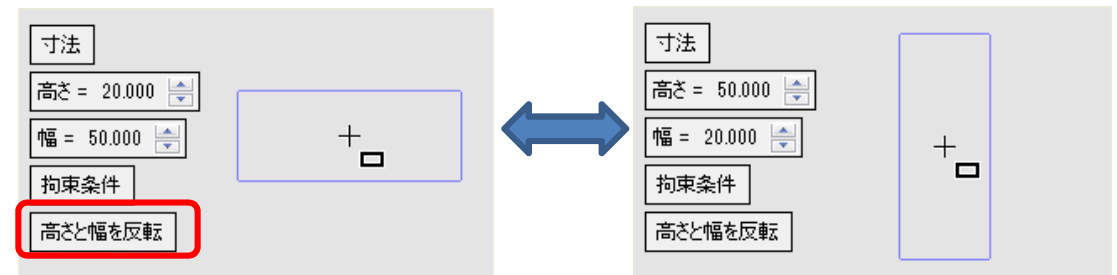 寸法
高さ = 20.000
幅 = 50.000
拘束条件
高さと幅を反転
寸法
高さ = 50.000
幅 = 20.000
拘束条件
高さと幅を反転